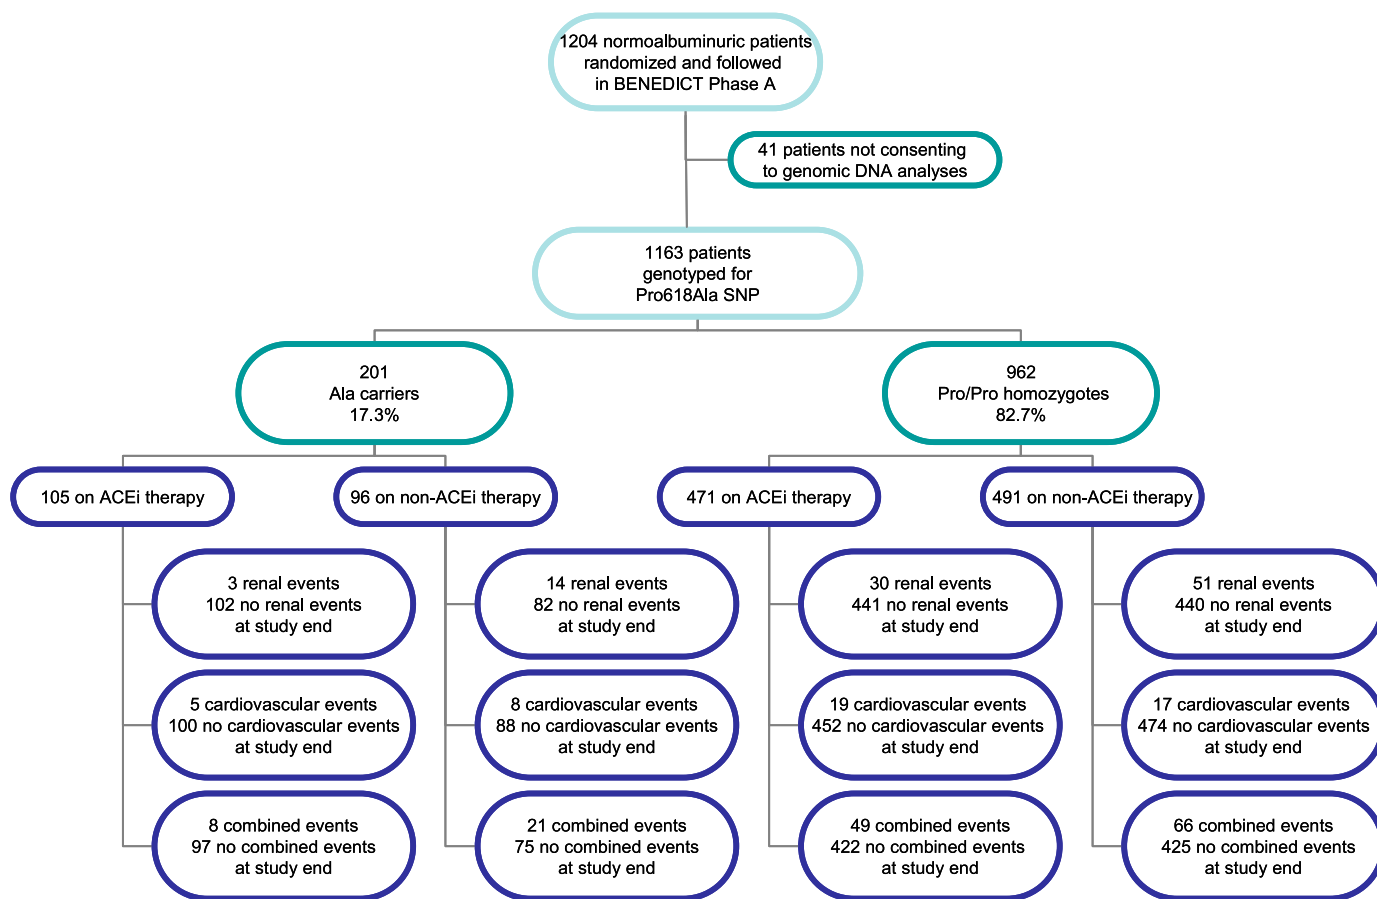 1204 normoalbuminuric patients
randomized and followed
in BENEDICT Phase A
41 patients not consenting
to genomic DNA analyses
1163 patients
genotyped for
Pro618Ala SNP
201
Ala carriers
17.3%
962
Pro/Pro homozygotes
82.7%
105 on ACEi therapy
96 on non-ACEi therapy
471 on ACEi therapy
491 on non-ACEi therapy
3 renal events
102 no renal events
at study end
14 renal events
82 no renal events
at study end
30 renal events
441 no renal events
at study end
51 renal events
440 no renal events
at study end
5 cardiovascular events
100 no cardiovascular events
at study end
8 cardiovascular events
88 no cardiovascular events
at study end
19 cardiovascular events
452 no cardiovascular events
at study end
17 cardiovascular events
474 no cardiovascular events
at study end
8 combined events
97 no combined events
at study end
21 combined events
75 no combined events
at study end
49 combined events
422 no combined events
at study end
66 combined events
425 no combined events
at study end